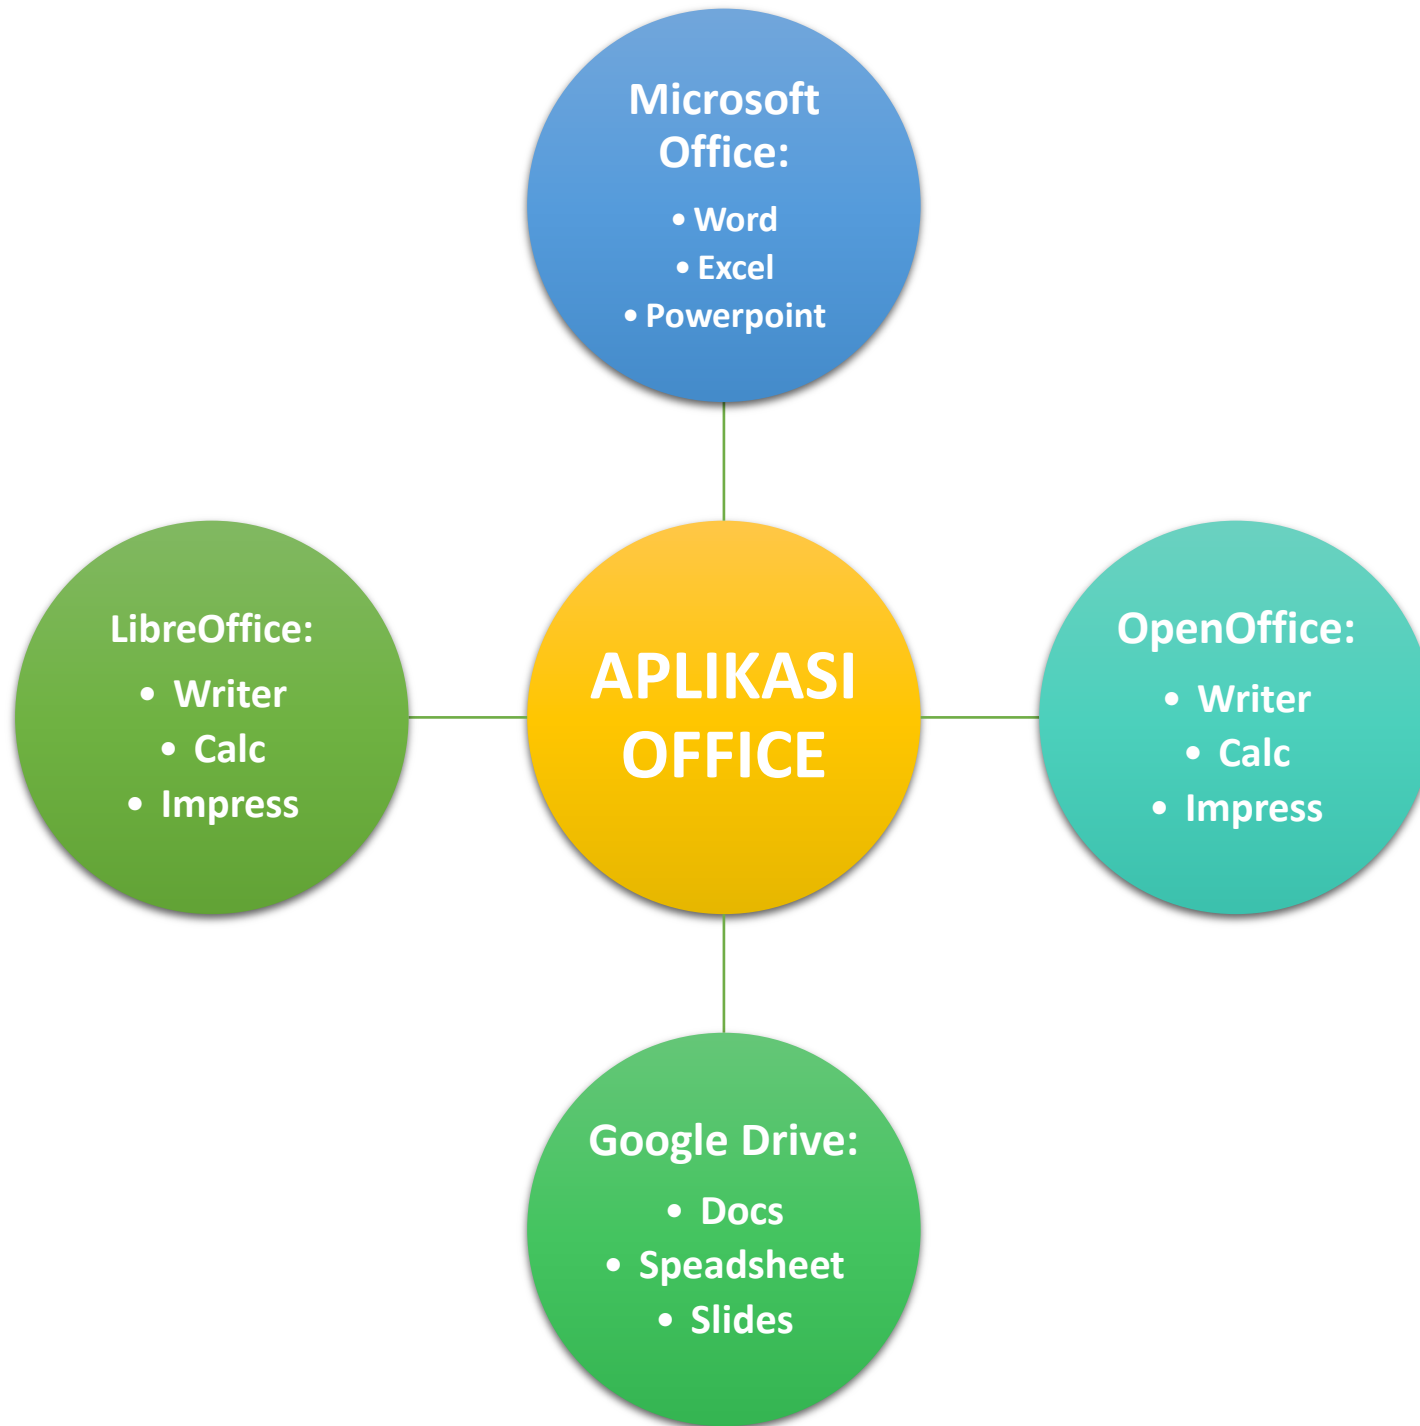 Microsoft
Office:
• Word
• Excel
• Powerpoint
LibreOffice:
• Writer
• Calc
• Impress
APLIKASI
OFFICE
OpenOffice:
• Writer
• Calc
• Impress
Google Drive:
• Docs
• Speadsheet
• Slides